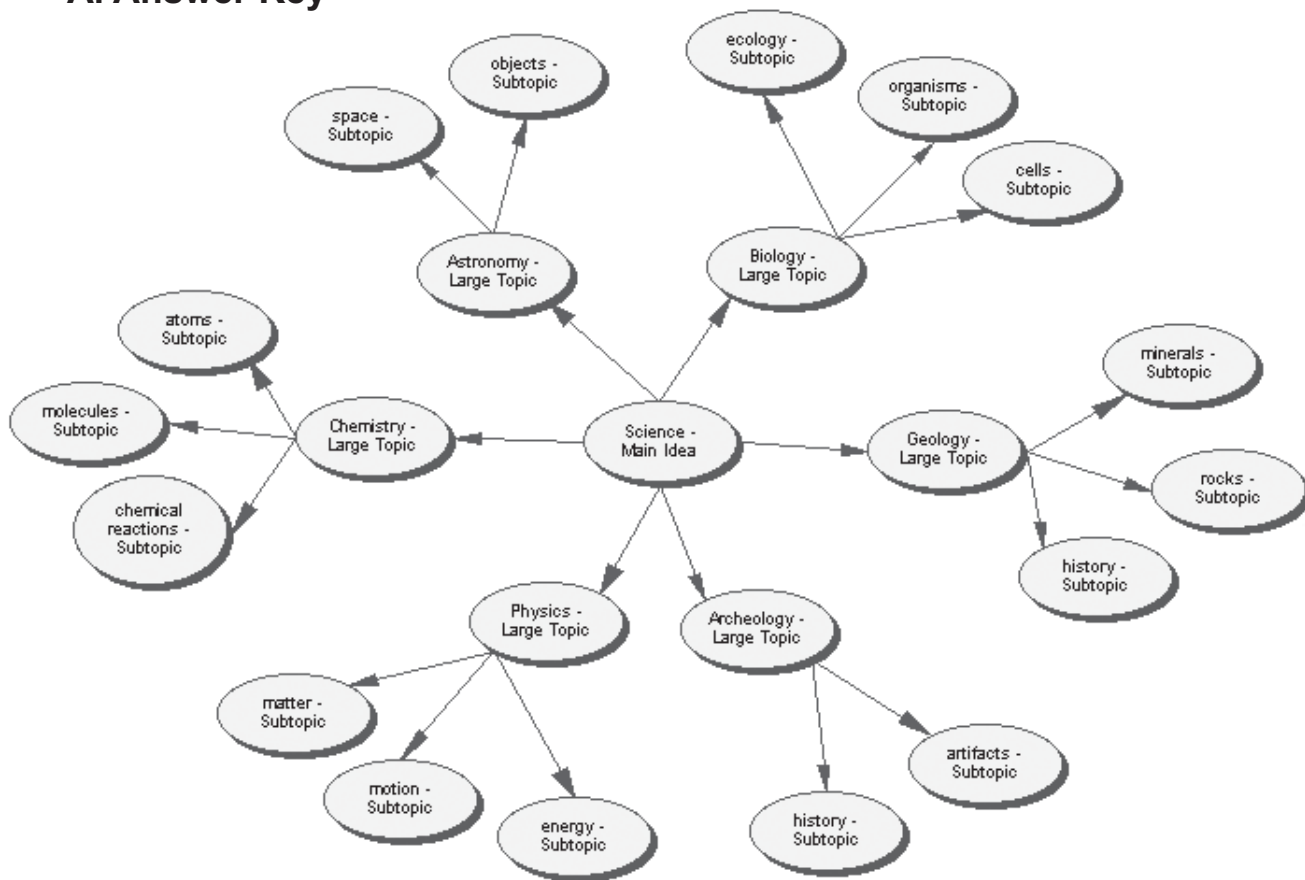 A. Answer Key
ecology -
Subtopic
objects -
Subtopic
organisms -
Subtopic
space -
Subtopic
cells -
Subtopic
Astronomy -
Large Topic
Biology -
Large Topic
atoms -
Subtopic
minerals -
Subtopic
molecules -
Subtopic
Chemistry -
Large Topic
Science -
Main Idea
Geology -
Large Topic
rocks -
Subtopic
chemical
reactions -
Subtopic
history -
Subtopic
Physics -
Large Topic
Archeology -
Large Topic
matter -
Subtopic
artifacts -
Subtopic
motion -
Subtopic
energy -
Subtopic
history -
Subtopic